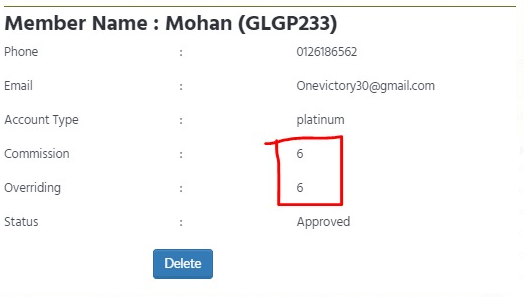 Member Name : Mohan (GLGP233)
Phone : 0126186562
Email : Onevictory30@gmail.com
Account Type : platinum
Commission : 6
Overriding : 6
Status : Approved
Delete